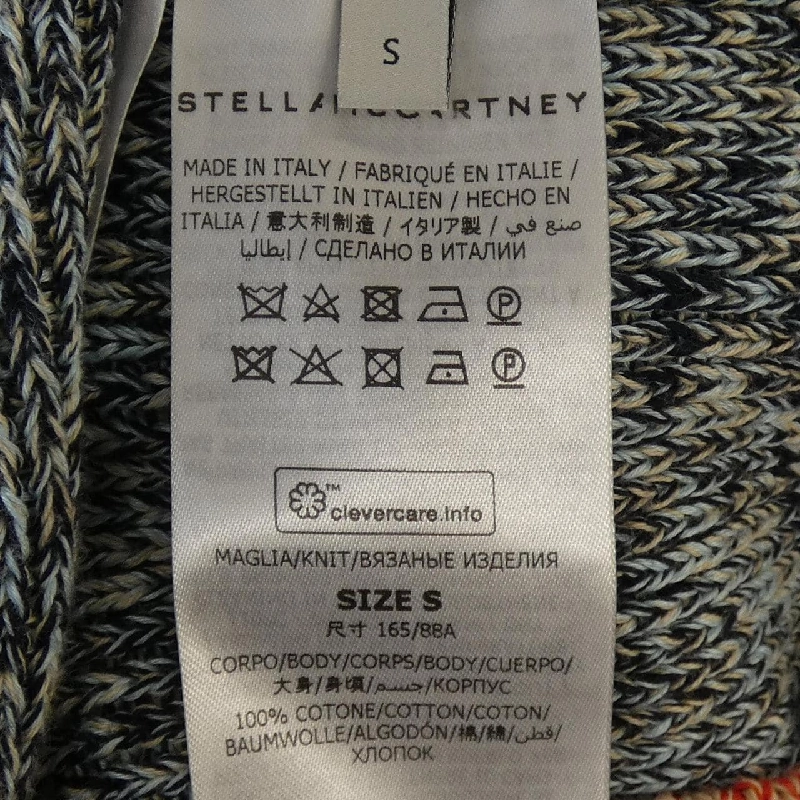 S
STELLA McCARTNEY
MADE IN ITALY / FABRIQUÉ EN ITALIE /
HERGESTELLT IN ITALIEN / HECHO EN
ITALIA / 意大利制造 / イタリア製 / صنع في
إيطاليا / СДЕЛАНО В ИТАЛИИ
P
P
™
clevercare.info
MAGLIA/KNIT/ВЯЗАНЫЕ ИЗДЕЛИЯ
SIZE S
尺寸 165/88A
CORPO/BODY/CORPS/BODY/CUERPO/
大身/身頃/جسم/КОРПУС
100% COTONE/COTTON/COTON/
BAUMWOLLE/ALGODÓN/棉/綿/قطن/
ХЛОПОК